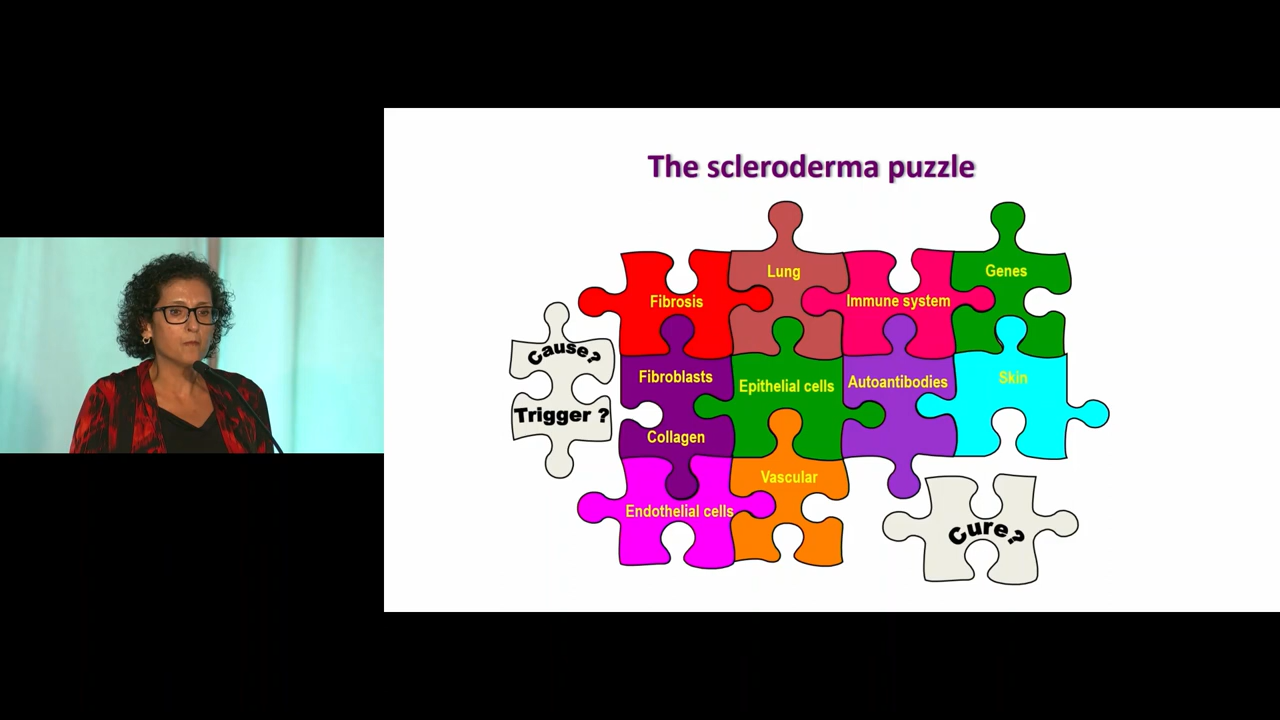 The scleroderma puzzle
Lung
Genes
Fibrosis
Immune system
Cause?
Trigger ?
Fibroblasts
Epithelial cells
Autoantibodies
Skin
Collagen
Vascular
Endothelial cells
Cure?